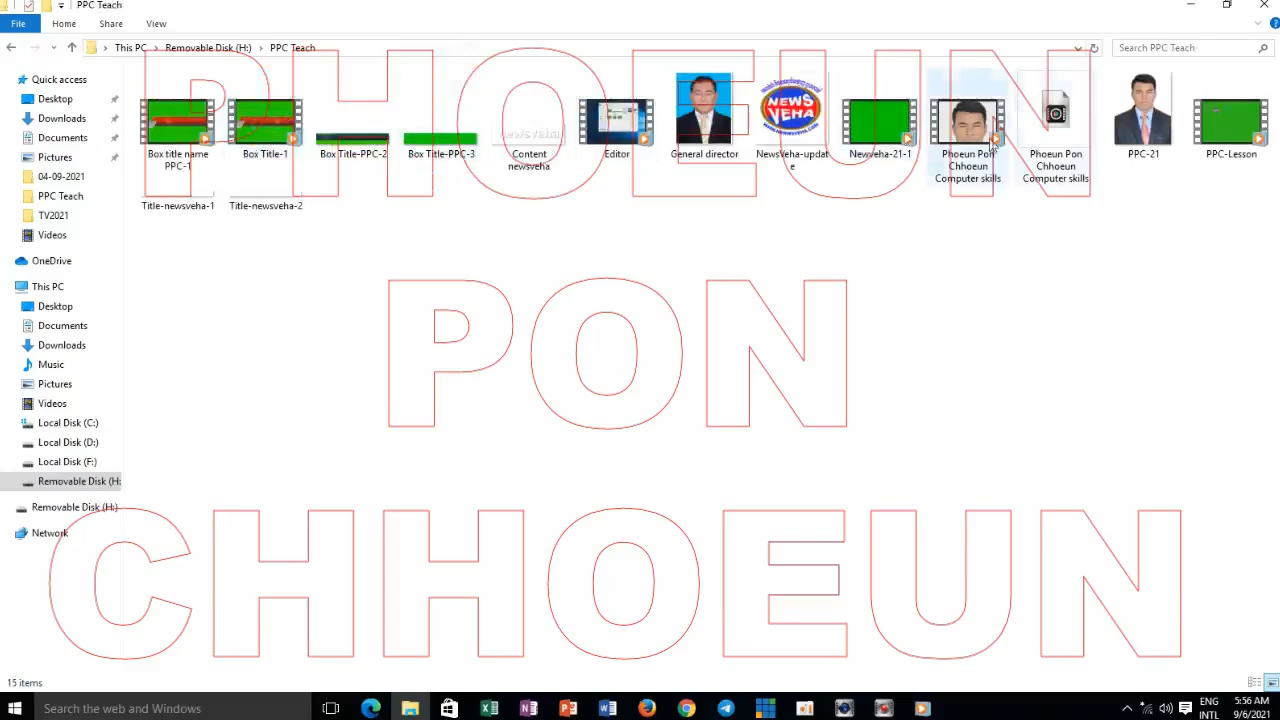 PPC Teach
File Home Share View
This PC Removable Disk (H:) PPC Teach
Search PPC Teach
Quick access
Desktop
Downloads
Documents
Pictures
04-09-2021
PPC Teach
TV2021
Videos
OneDrive
This PC
Desktop
Documents
Downloads
Music
Pictures
Videos
Local Disk (C:)
Local Disk (D:)
Local Disk (F:)
Removable Disk (H:
Removable Disk (H:)
Network
Box title name PPC-1
Box Title-1
Box Title-PPC-2
Box Title-PPC-3
newsveha
Content newsveha
Editor
General director
NEWS
VEHA
NewsVeha-update
Newveha-21-1
Phoeun Pon Chhoeun Computer skills
Phoeun Pon Chhoeun Computer skills
PPC-21
PPC-Lesson
Title-newsveha-1
Title-newsveha-2
PHOEUN
PON
CHHOEUN
15 items
Search the web and Windows
ENG
INTL
5:56 AM
9/6/2021